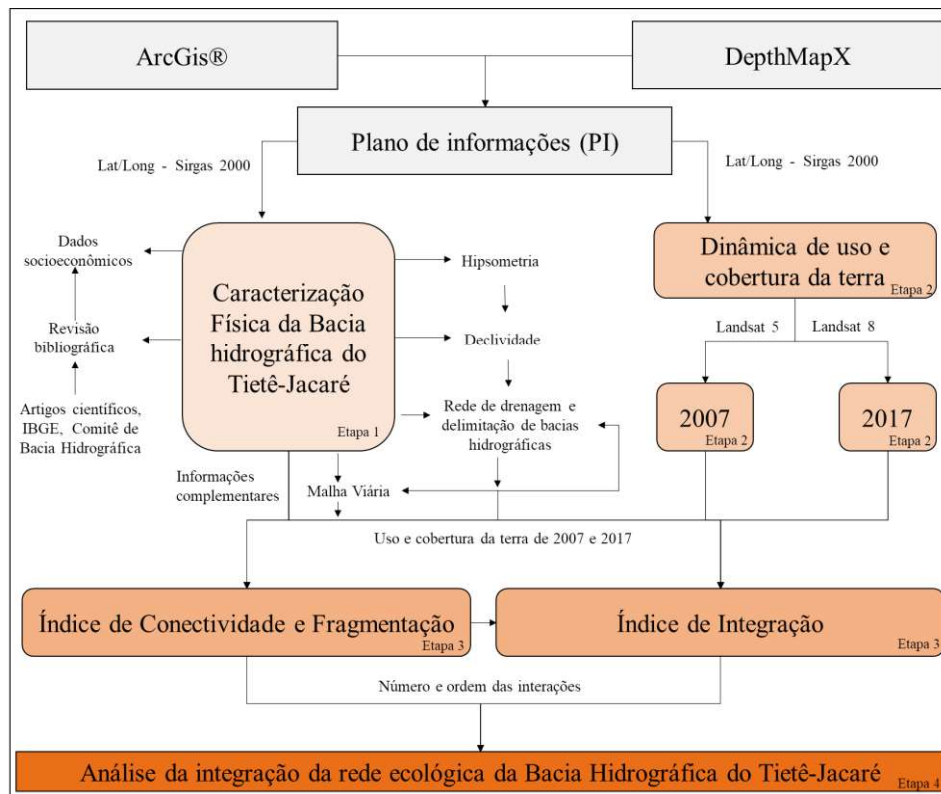 ArcGis®
DepthMapX
Plano de informações (PI)
Lat/Long - Sirgas 2000
Lat/Long - Sirgas 2000
Dados
socioeconômicos
Revisão
bibliográfica
Artigos científicos,
IBGE, Comitê de
Bacia Hidrográfica
Caracterização
Física da Bacia
hidrográfica do
Tietê-Jacaré
Etapa 1
Hipsometria
Declividade
Rede de drenagem e
delimitação de bacias
hidrográficas
Malha Viária
Informações
complementares
Dinâmica de uso e
cobertura da terra
Etapa 2
Landsat 5
Landsat 8
2007
Etapa 2
2017
Etapa 2
Uso e cobertura da terra de 2007 e 2017
Índice de Conectividade e Fragmentação
Etapa 3
Índice de Integração
Etapa 3
Número e ordem das interações
Análise da integração da rede ecológica da Bacia Hidrográfica do Tietê-Jacaré
Etapa 4